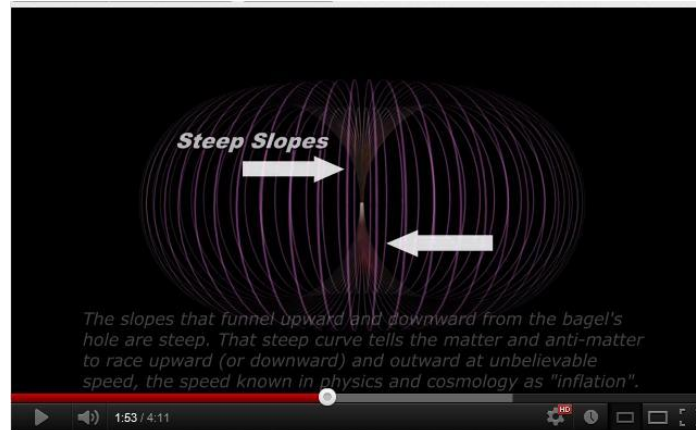 Steep Slopes
The slopes that funnel upward and downward from the bagel's
hole are steep. That steep curve tells the matter and anti-matter
to race upward (or downward) and outward at unbelievable
speed, the speed known in physics and cosmology as "inflation".
1:53 / 4:11
HD